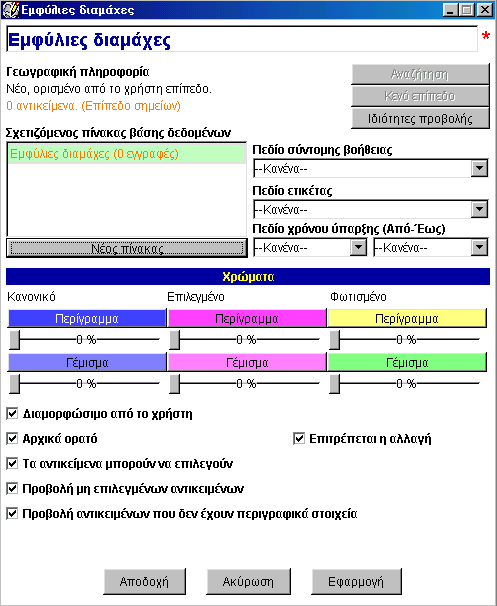 Εμφύλιες διαμάχες
Εμφύλιες διαμάχες *
Γεωγραφική πληροφορία
Νέο, ορισμένο από το χρήστη επίπεδο.
0 αντικείμενα. (Επίπεδο σημείων)
Αναζήτηση
Κενό επίπεδο
Ιδιότητες προβολής
Σχετιζόμενος πίνακας βάσης δεδομένων
Εμφύλιες διαμάχες (0 εγγραφές)
Νέος πίνακας
Πεδίο σύντομης βοήθειας
--Κανένα--
Πεδίο ετικέτας
--Κανένα--
Πεδίο χρόνου ύπαρξης (Από-Έως)
--Κανένα-- --Κανένα--
Χρώματα
Κανονικό Επιλεγμένο Φωτισμένο
Περίγραμμα Περίγραμμα Περίγραμμα
0 % 0 % 0 %
Γέμισμα Γέμισμα Γέμισμα
0 % 0 % 0 %
Διαμορφώσιμο από το χρήστη
Αρχικά ορατό Επιτρέπεται η αλλαγή
Τα αντικείμενα μπορούν να επιλεγούν
Προβολή μη επιλεγμένων αντικειμένων
Προβολή αντικειμένων που δεν έχουν περιγραφικά στοιχεία
Αποδοχή Ακύρωση Εφαρμογή